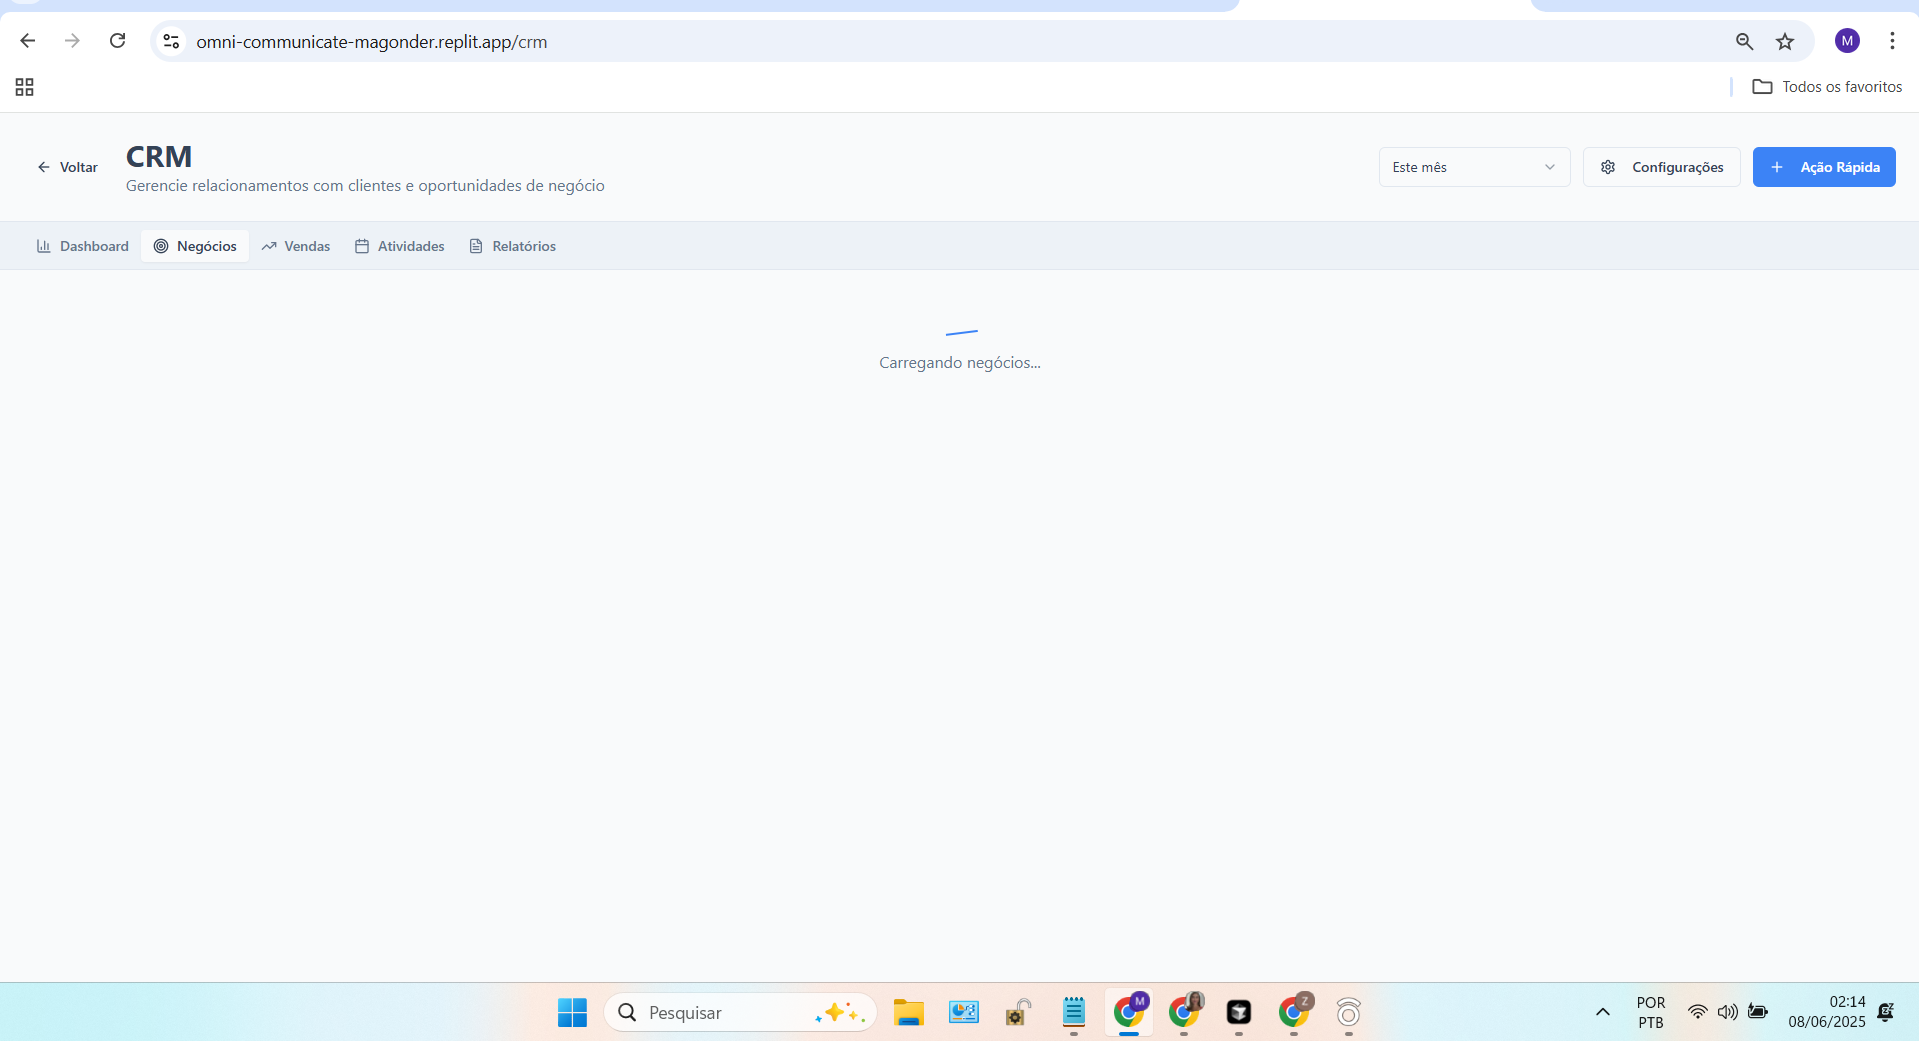 omni-communicate-magonder.replit.app/crm
M
Todos os favoritos
Voltar
CRM
Gerencie relacionamentos com clientes e oportunidades de negócio
Este mês
Configurações
Ação Rápida
Dashboard
Negócios
Vendas
Atividades
Relatórios
Carregando negócios...
Pesquisar
M
Z
POR
PTB
02:14
08/06/2025